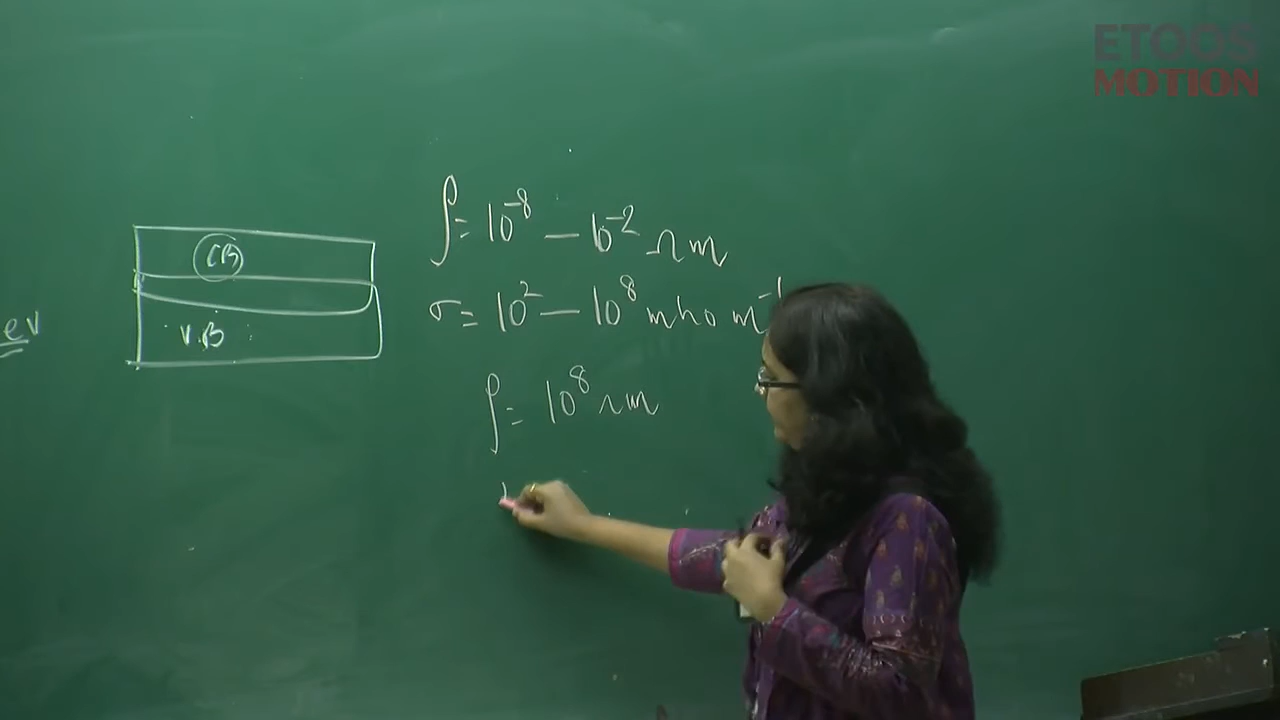 ETOOS
MOTION
ρ = 10⁻⁸ — 10⁻² Ωm
CB
σ = 10² — 10⁸ mho m⁻¹
V.B
ev
ρ = 10⁸ Ωm